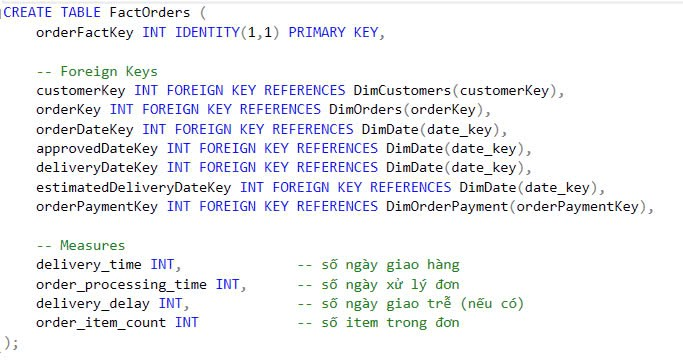 CREATE TABLE FactOrders (
    orderFactKey INT IDENTITY(1,1) PRIMARY KEY,

    -- Foreign Keys
    customerKey INT FOREIGN KEY REFERENCES DimCustomers(customerKey),
    orderKey INT FOREIGN KEY REFERENCES DimOrders(orderKey),
    orderDateKey INT FOREIGN KEY REFERENCES DimDate(date_key),
    approvedDateKey INT FOREIGN KEY REFERENCES DimDate(date_key),
    deliveryDateKey INT FOREIGN KEY REFERENCES DimDate(date_key),
    estimatedDeliveryDateKey INT FOREIGN KEY REFERENCES DimDate(date_key),
    orderPaymentKey INT FOREIGN KEY REFERENCES DimOrderPayment(orderPaymentKey),

    -- Measures
    delivery_time INT,              -- số ngày giao hàng
    order_processing_time INT,      -- số ngày xử lý đơn
    delivery_delay INT,             -- số ngày giao trễ (nếu có)
    order_item_count INT            -- số item trong đơn
);